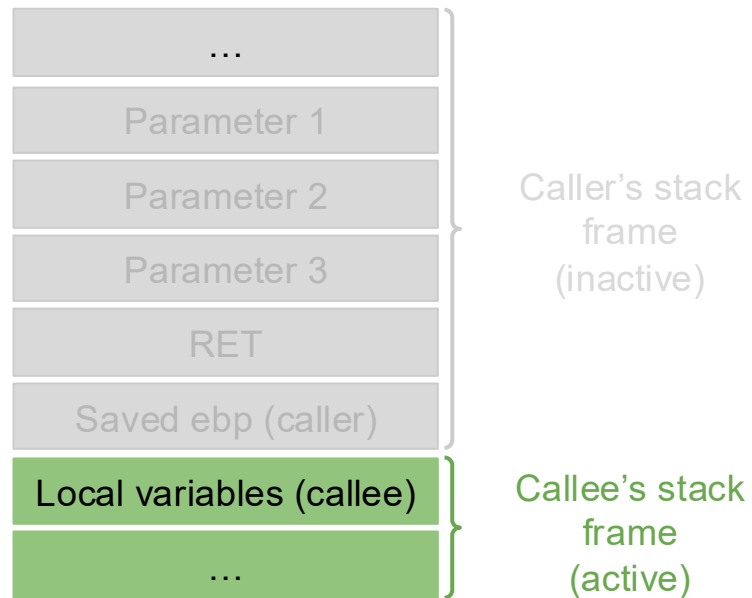 …
Parameter 1
Parameter 2
Parameter 3
RET
Saved ebp (caller)
Local variables (callee)
…
Caller’s stack
frame
(inactive)
Callee’s stack
frame
(active)